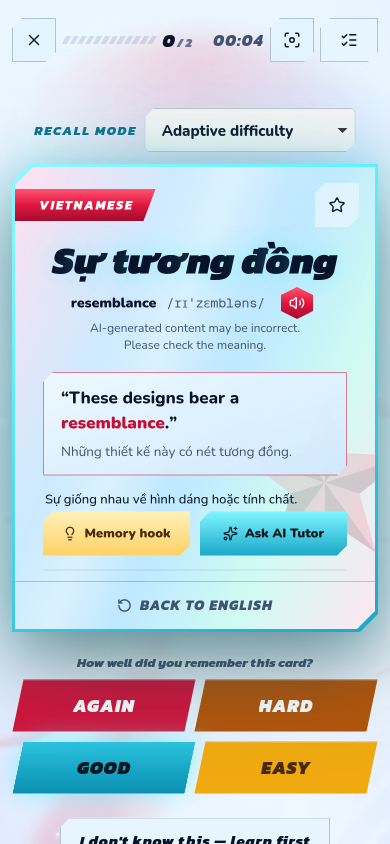 0/2 00:04
RECALL MODE Adaptive difficulty
VIETNAMESE
Sự tương đồng
resemblance /rɪˈzɛmbləns/
AI-generated content may be incorrect.
Please check the meaning.
“These designs bear a
resemblance.”
Những thiết kế này có nét tương đồng.
Sự giống nhau về hình dáng hoặc tính chất.
Memory hook Ask AI Tutor
BACK TO ENGLISH
How well did you remember this card?
AGAIN HARD
GOOD EASY
I don't know this — learn first